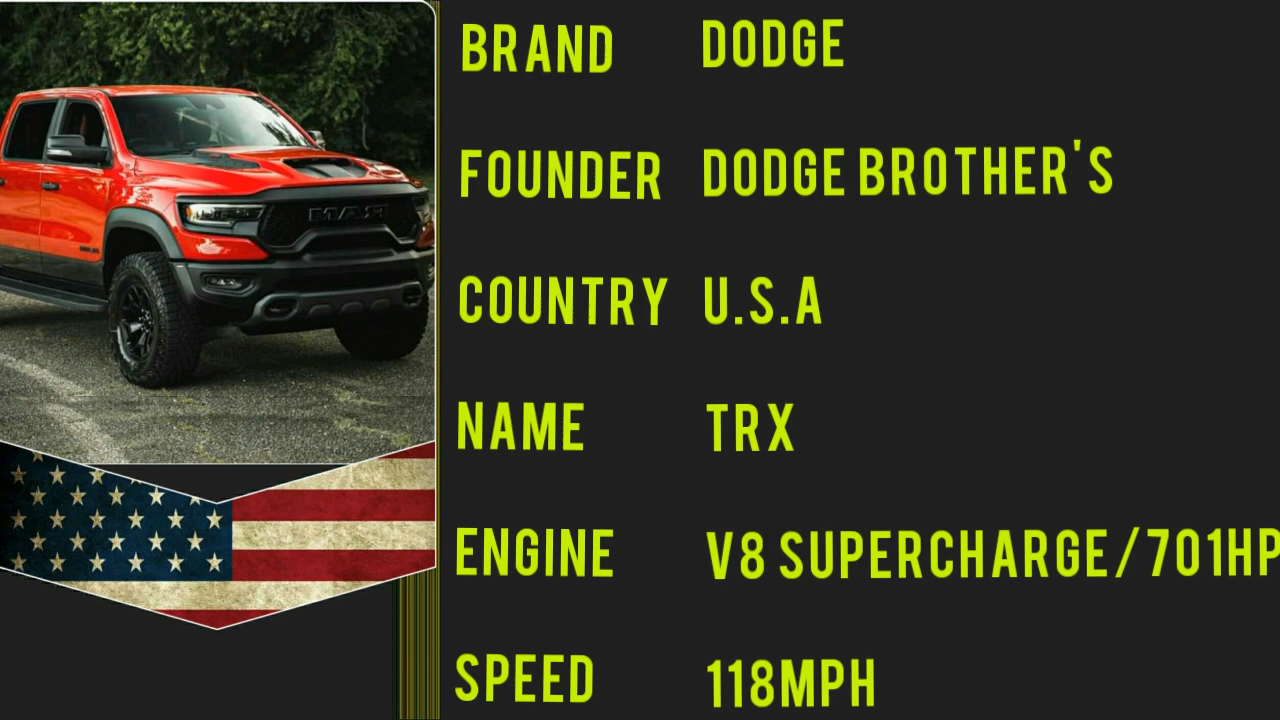 BRAND DODGE
FOUNDER DODGE BROTHER'S
COUNTRY U.S.A
NAME TRX
ENGINE V8 SUPERCHARGE/701HP
SPEED 118MPH
RAM